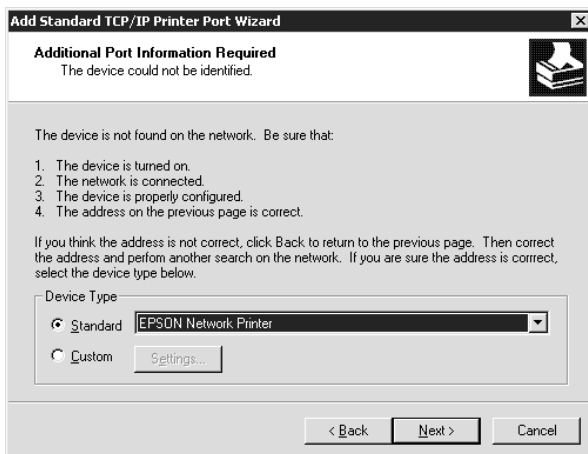 Add Standard TCP/IP Printer Port Wizard
Additional Port Information Required
The device could not be identified.
The device is not found on the network. Be sure that:
1. The device is turned on.
2. The network is connected.
3. The device is properly configured.
4. The address on the previous page is correct.
If you think the address is not correct, click Back to return to the previous page. Then correct
the address and perfom another search on the network. If you are sure the address is corrrect,
select the device type below.
Device Type
Standard EPSON Network Printer
Custom Settings...
< Back Next > Cancel